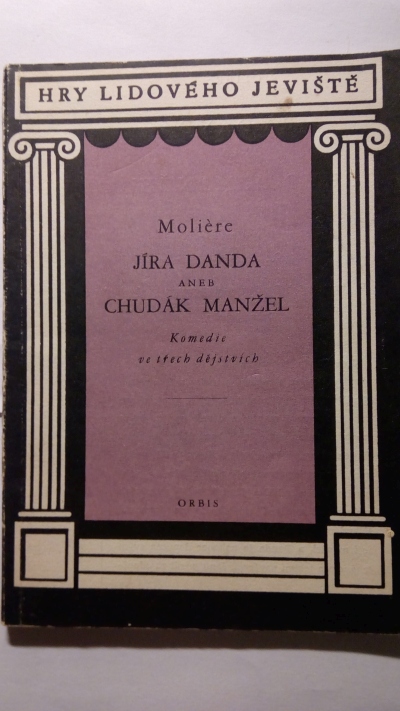 HRY LIDOVÉHO JEVIŠTĚ
Molière
JÍRA DANDA
ANEB
CHUDÁK MANŽEL
Komedie
ve třech dějstvích
ORBIS